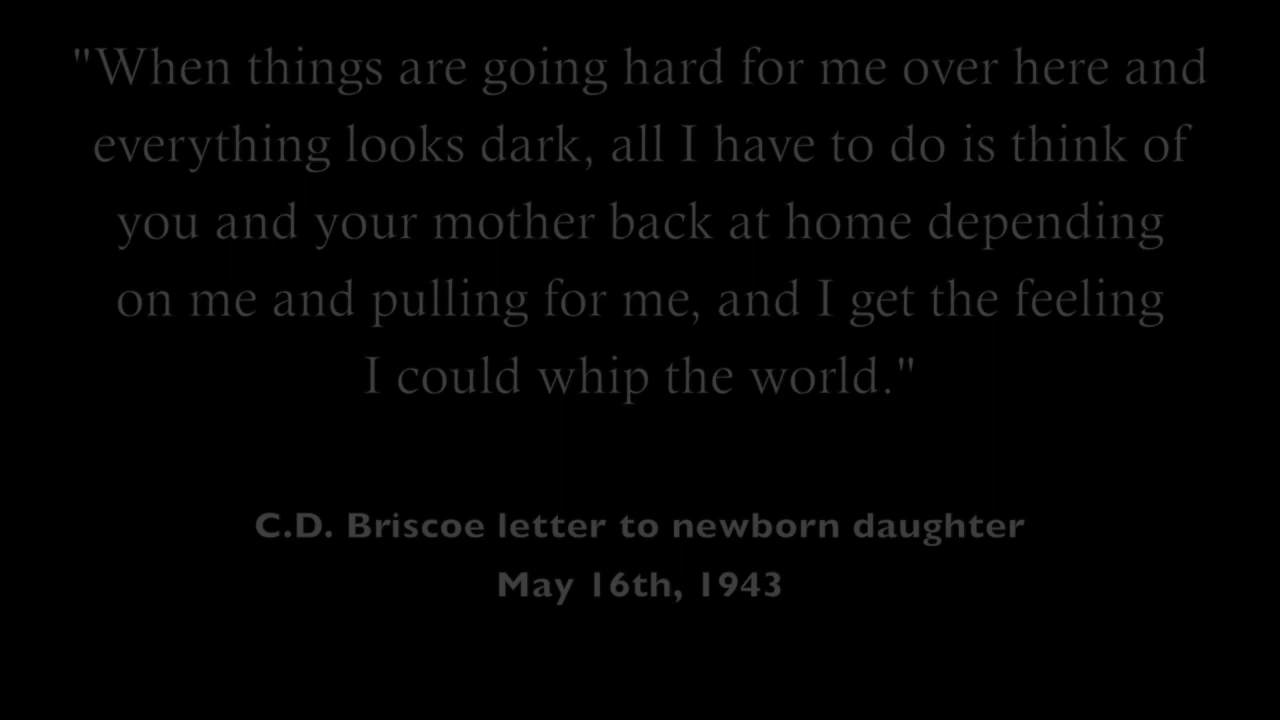 "When things are going hard for me over here and
everything looks dark, all I have to do is think of
you and your mother back at home depending
on me and pulling for me, and I get the feeling
I could whip the world."
C.D. Briscoe letter to newborn daughter
May 16th, 1943